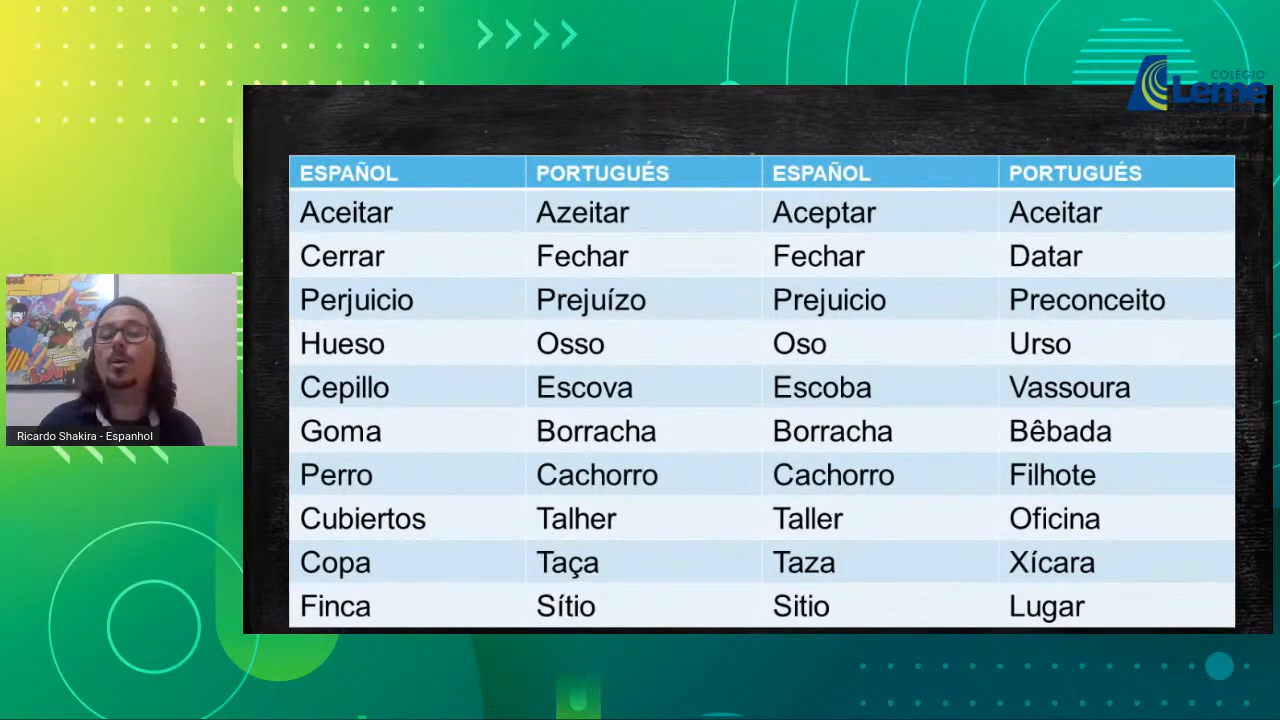 COLÉGIO
Leme
ESPAÑOL PORTUGUÉS ESPAÑOL PORTUGUÉS
Aceitar Azeitar Aceptar Aceitar
Cerrar Fechar Fechar Datar
Perjuicio Prejuízo Prejuicio Preconceito
Hueso Osso Oso Urso
Cepillo Escova Escoba Vassoura
Goma Borracha Borracha Bêbada
Perro Cachorro Cachorro Filhote
Cubiertos Talher Taller Oficina
Copa Taça Taza Xícara
Finca Sítio Sitio Lugar
Ricardo Shakira - Espanhol